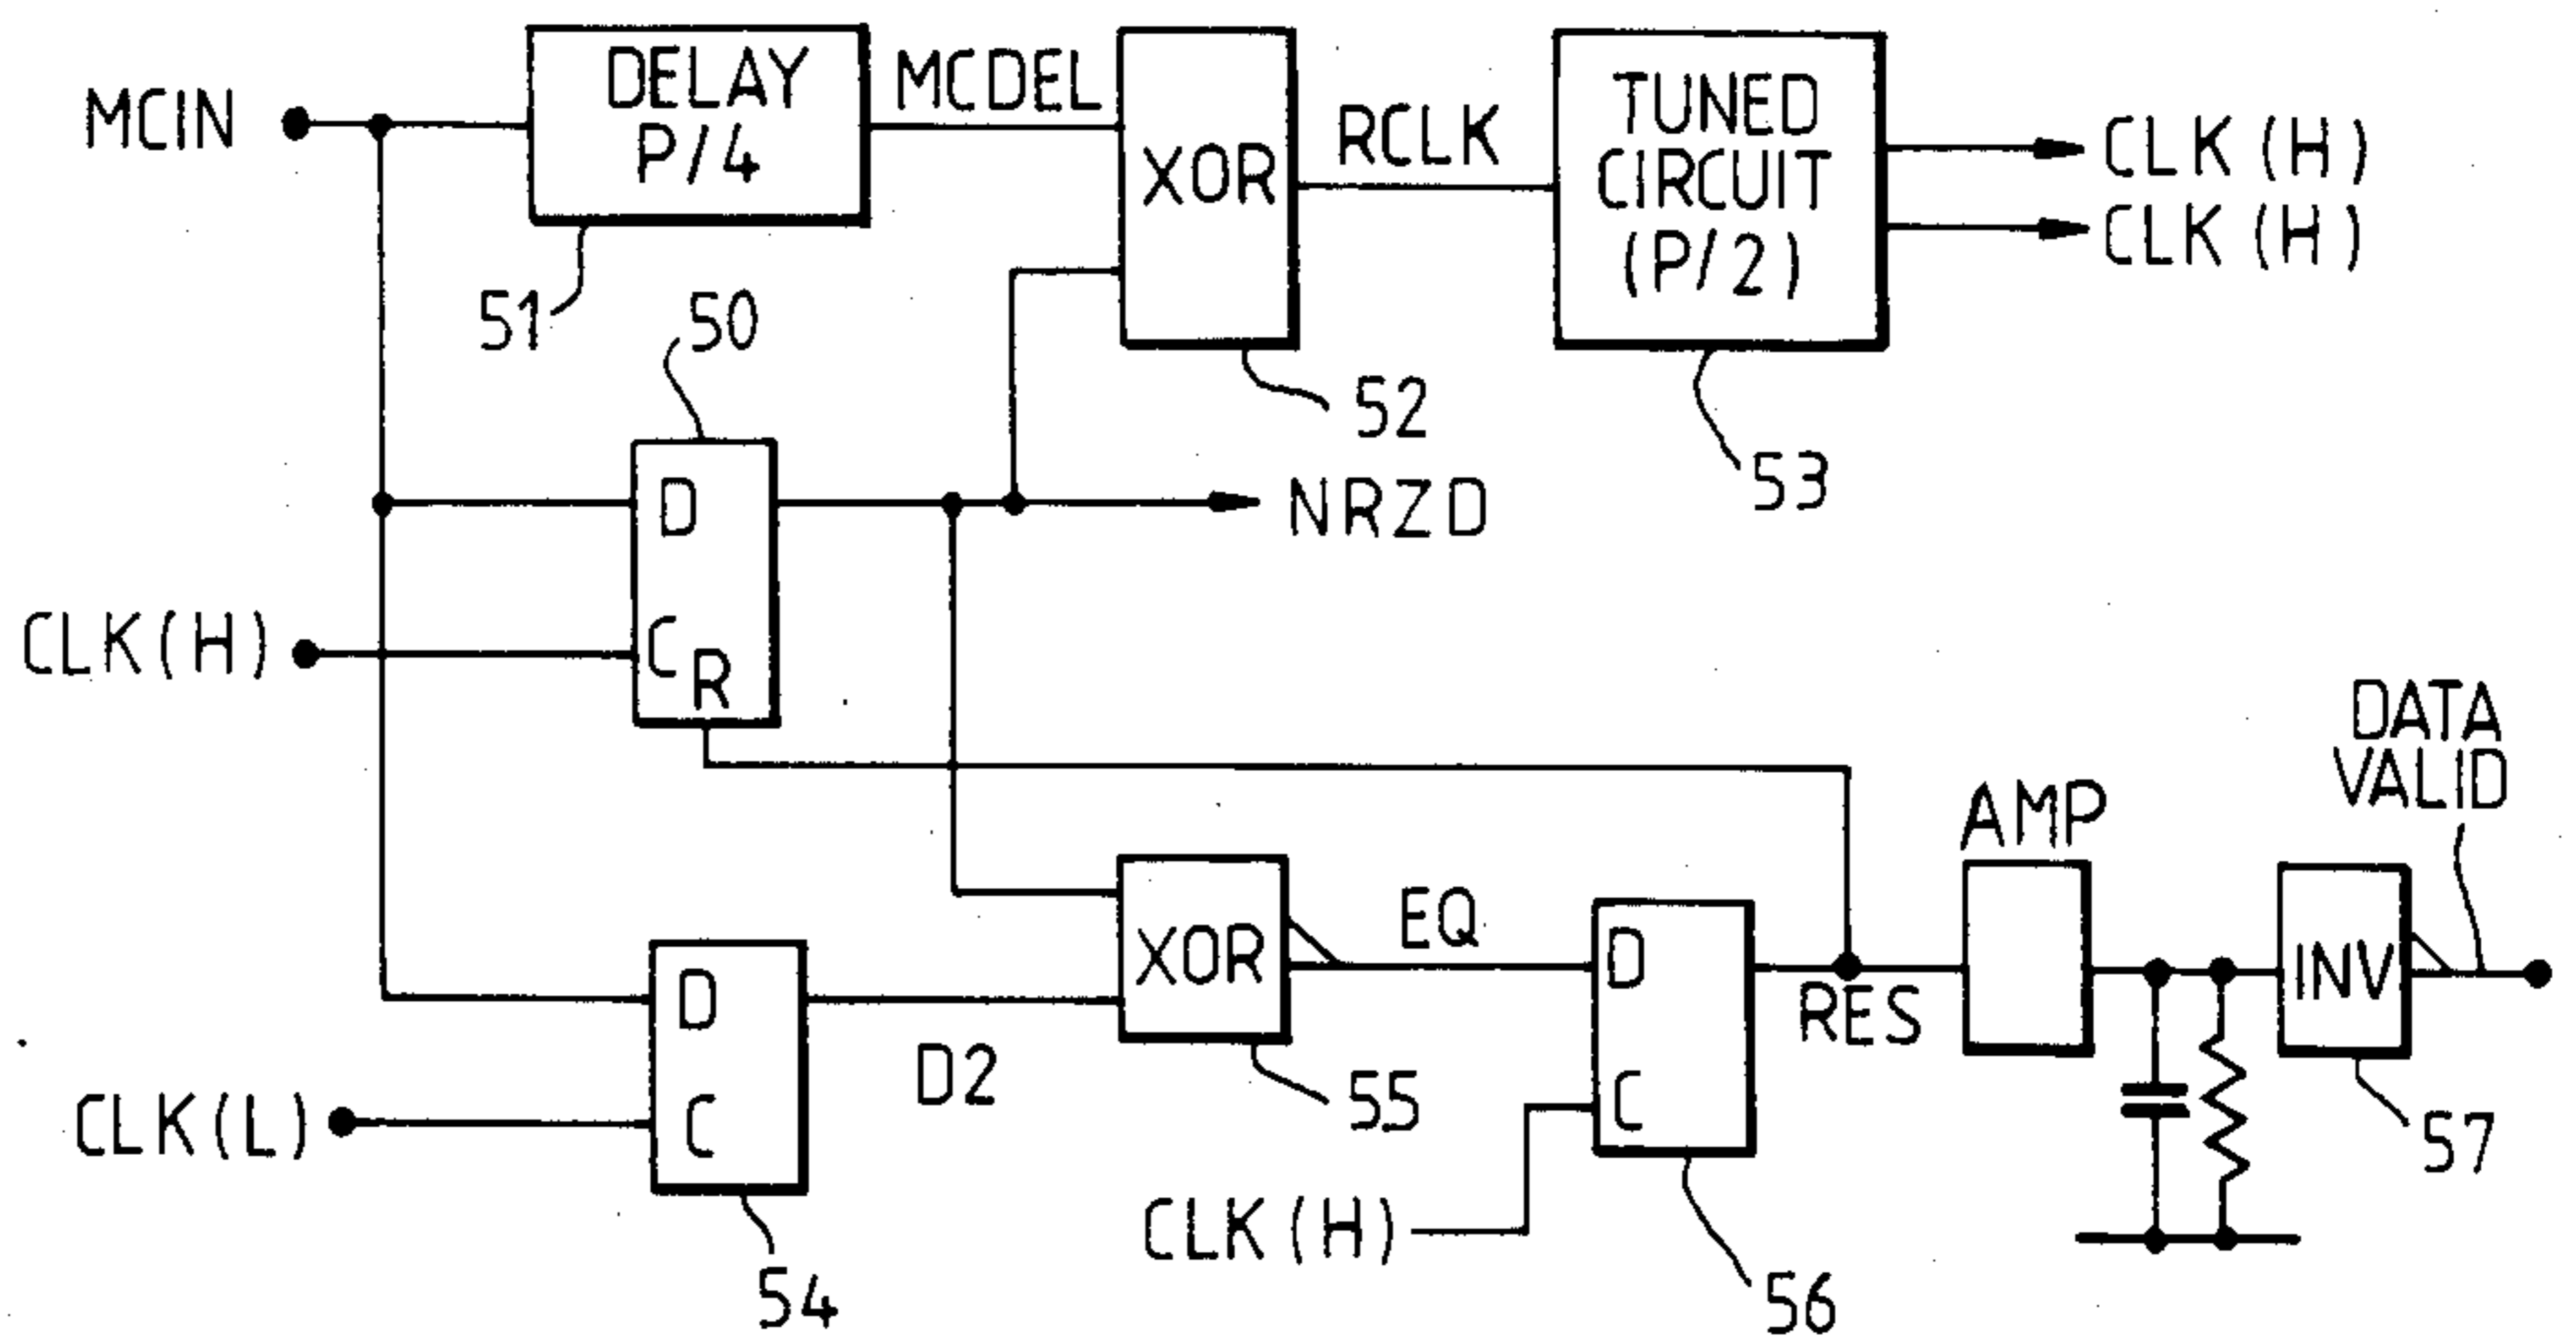 MCIN
DELAY
P/4
MCDEL
XOR
RCLK
TUNED
CIRCUIT
(P/2)
CLK (H)
CLK (H)
51
50
52
53
D
NRZD
CLK(H)
C
R
DATA
VALID
AMP
XOR
EQ
D
INV
D
RES
D2
55
C
57
CLK(L)
C
CLK (H)
54
56